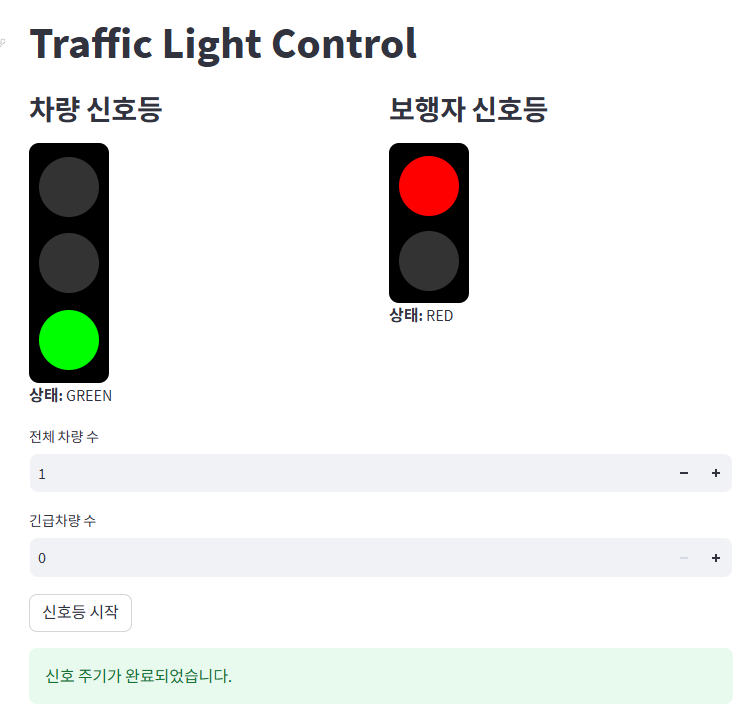 Traffic Light Control
차량 신호등
보행자 신호등
상태: GREEN
상태: RED
전체 차량 수
1
긴급차량 수
0
신호등 시작
신호 주기가 완료되었습니다.